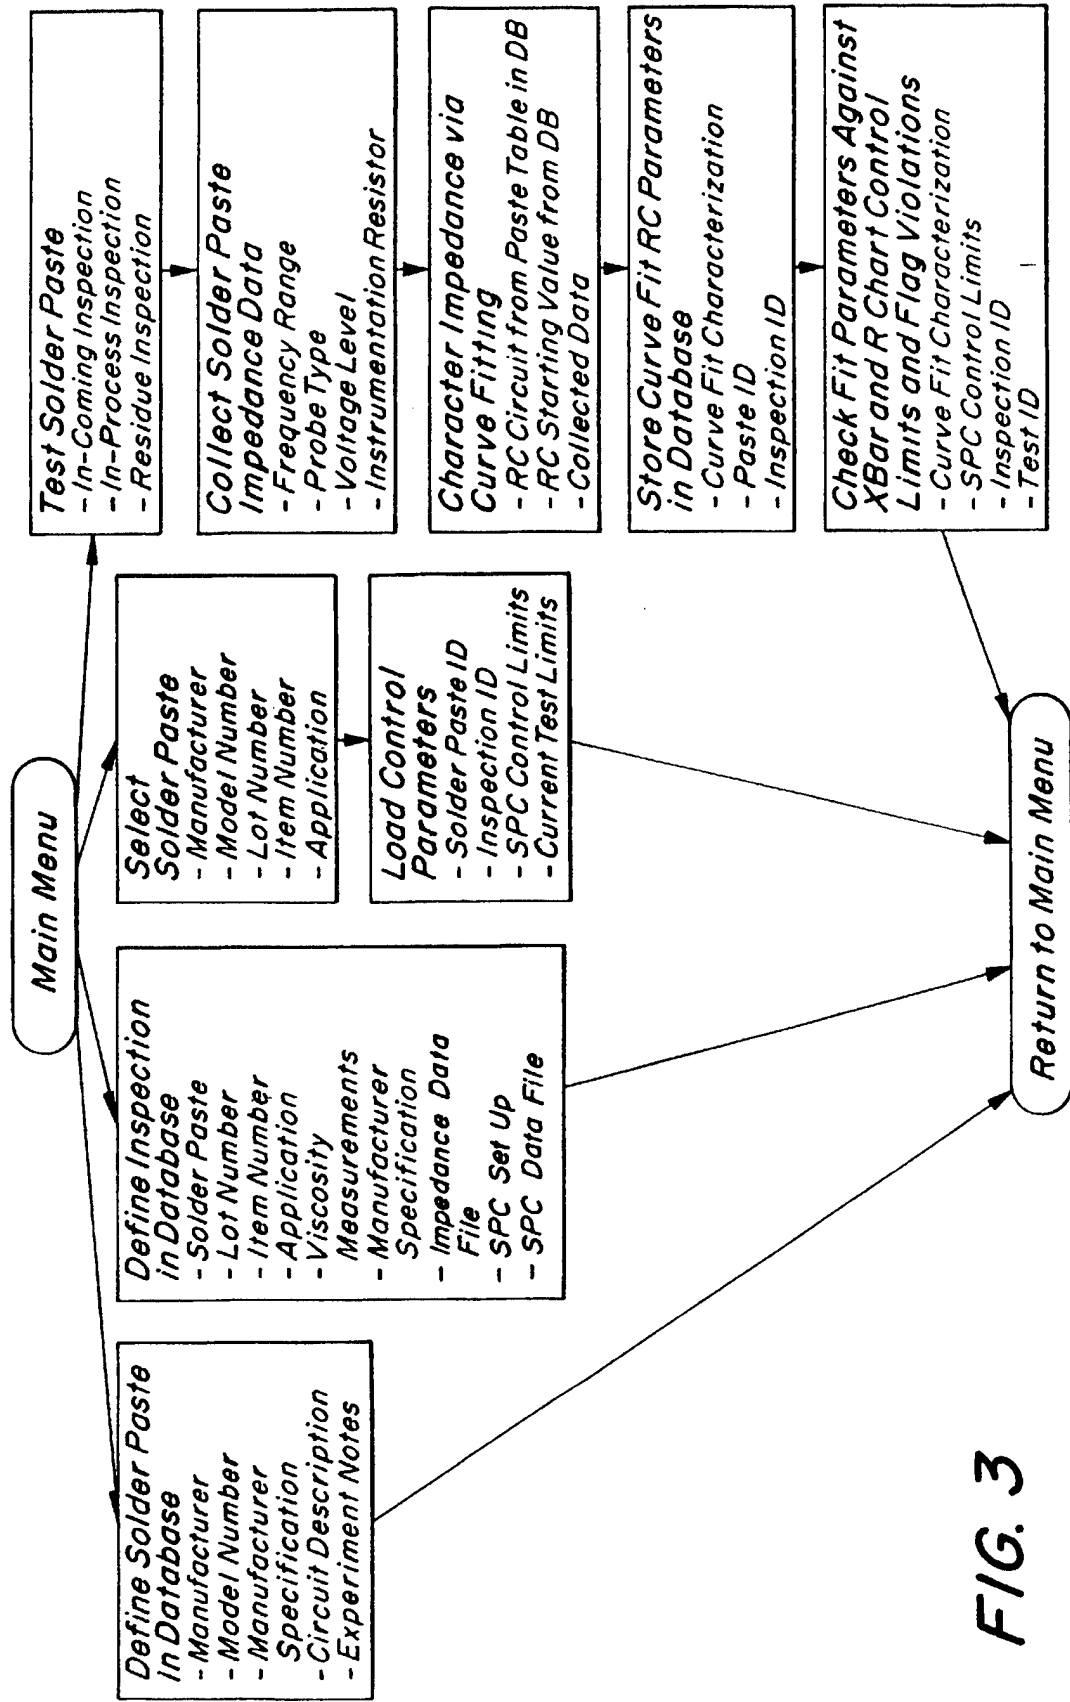 Main Menu
Define Solder Paste
in Database
- Manufacturer
- Model Number
- Manufacturer
Specification
- Circuit Description
- Experiment Notes
Define Inspection
in Database
- Solder Paste
- Lot Number
- Item Number
- Application
- Viscosity
Measurements
- Manufacturer
Specification
- Impedance Data
File
- SPC Set Up
- SPC Data File
Select
Solder Paste
- Manufacturer
- Model Number
- Lot Number
- Item Number
- Application
Load Control
Parameters
- Solder Paste ID
- Inspection ID
- SPC Control Limits
- Current Test Limits
Test Solder Paste
- In-Coming Inspection
- In-Process Inspection
- Residue Inspection
Collect Solder Paste
Impedance Data
- Frequency Range
- Probe Type
- Voltage Level
- Instrumentation Resistor
Character Impedance via
Curve Fitting
- RC Circuit from Paste Table in DB
- RC Starting Value from DB
- Collected Data
Store Curve Fit RC Parameters
in Database
- Curve Fit Characterization
- Paste ID
- Inspection ID
Check Fit Parameters Against
XBar and R Chart Control
Limits and Flag Violations
- Curve Fit Characterization
- SPC Control Limits
- Inspection ID
- Test ID
Return to Main Menu
FIG. 3